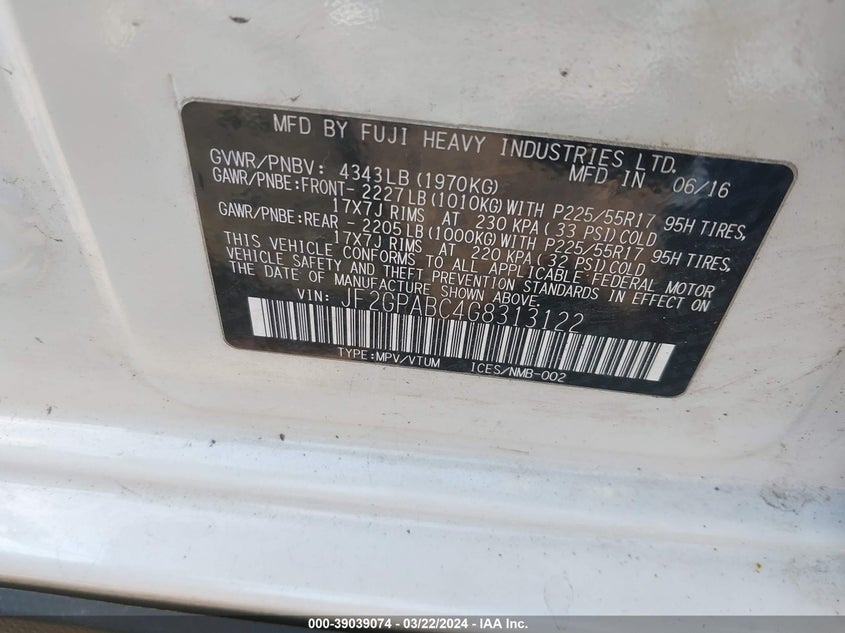 MFD BY FUJI HEAVY INDUSTRIES LTD.
GVWR/PNBV: 4343LB (1970KG) MFD IN 06/16
GAWR/PNBE:FRONT- 2227LB (1010KG) WITH P225/55R17 95H TIRES,
17X7J RIMS AT 230 KPA (33 PSI) COLD
GAWR/PNBE:REAR - 2205LB (1000KG) WITH P225/55R17 95H TIRES,
17X7J RIMS AT 220 KPA (32 PSI) COLD
THIS VEHICLE CONFORMS TO ALL APPLICABLE FEDERAL MOTOR
VEHICLE SAFETY AND THEFT PREVENTION STANDARDS IN EFFECT ON
THE DATE OF MANUFACTURE SHOWN ABOVE.
VIN: JF2GPABC4G8313122
TYPE:MPV/VTUM ICES/NMB-002
000-39039074 - 03/22/2024 - IAA Inc.